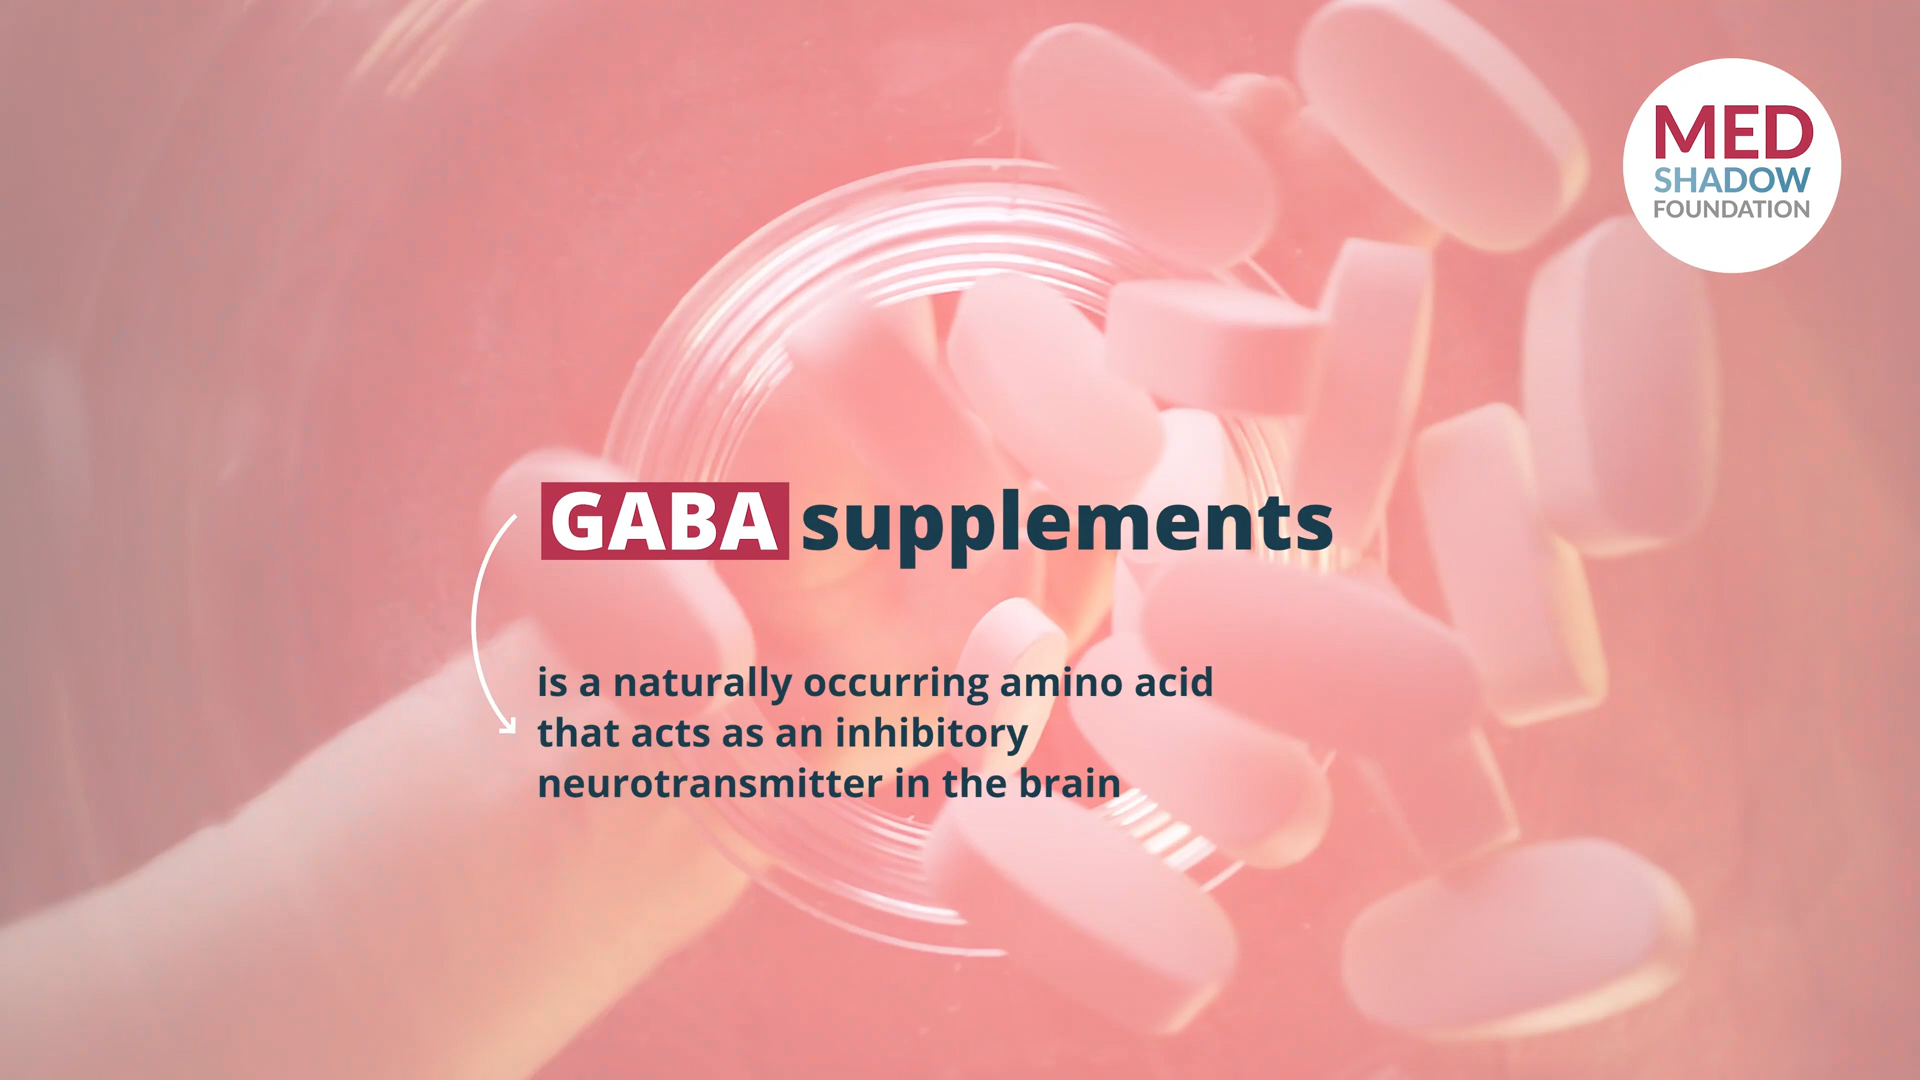 MED
SHADOW
FOUNDATION
GABA supplements
is a naturally occurring amino acid
that acts as an inhibitory
neurotransmitter in the brain